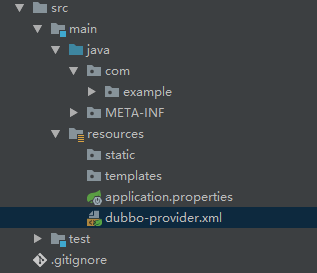 src
main
java
com
example
META-INF
resources
static
templates
application.properties
dubbo-provider.xml
test
.gitignore